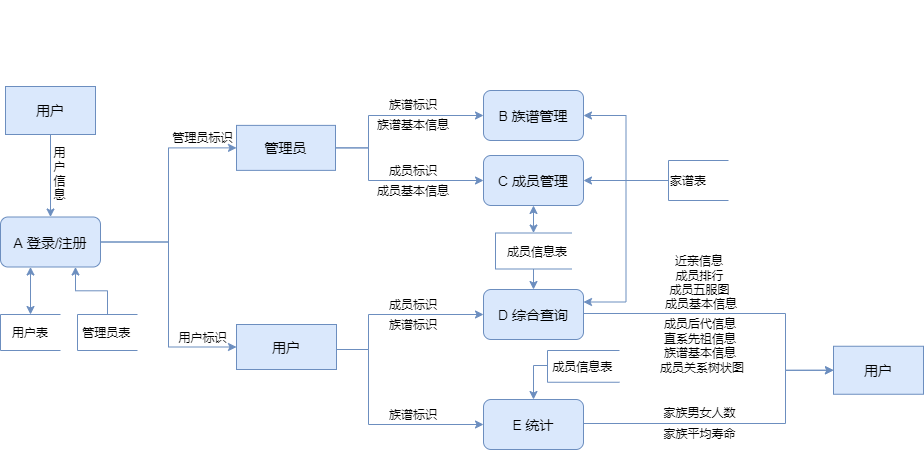 用户
用
户
信
息
A 登录/注册
用户表
管理员表
管理员标识
管理员
族谱标识
族谱基本信息
成员标识
成员基本信息
B 族谱管理
C 成员管理
家谱表
成员信息表
用户标识
用户
成员标识
族谱标识
D 综合查询
近亲信息
成员排行
成员五服图
成员基本信息
成员后代信息
直系先祖信息
族谱基本信息
成员关系树状图
成员信息表
族谱标识
E 统计
家族男女人数
家族平均寿命
用户